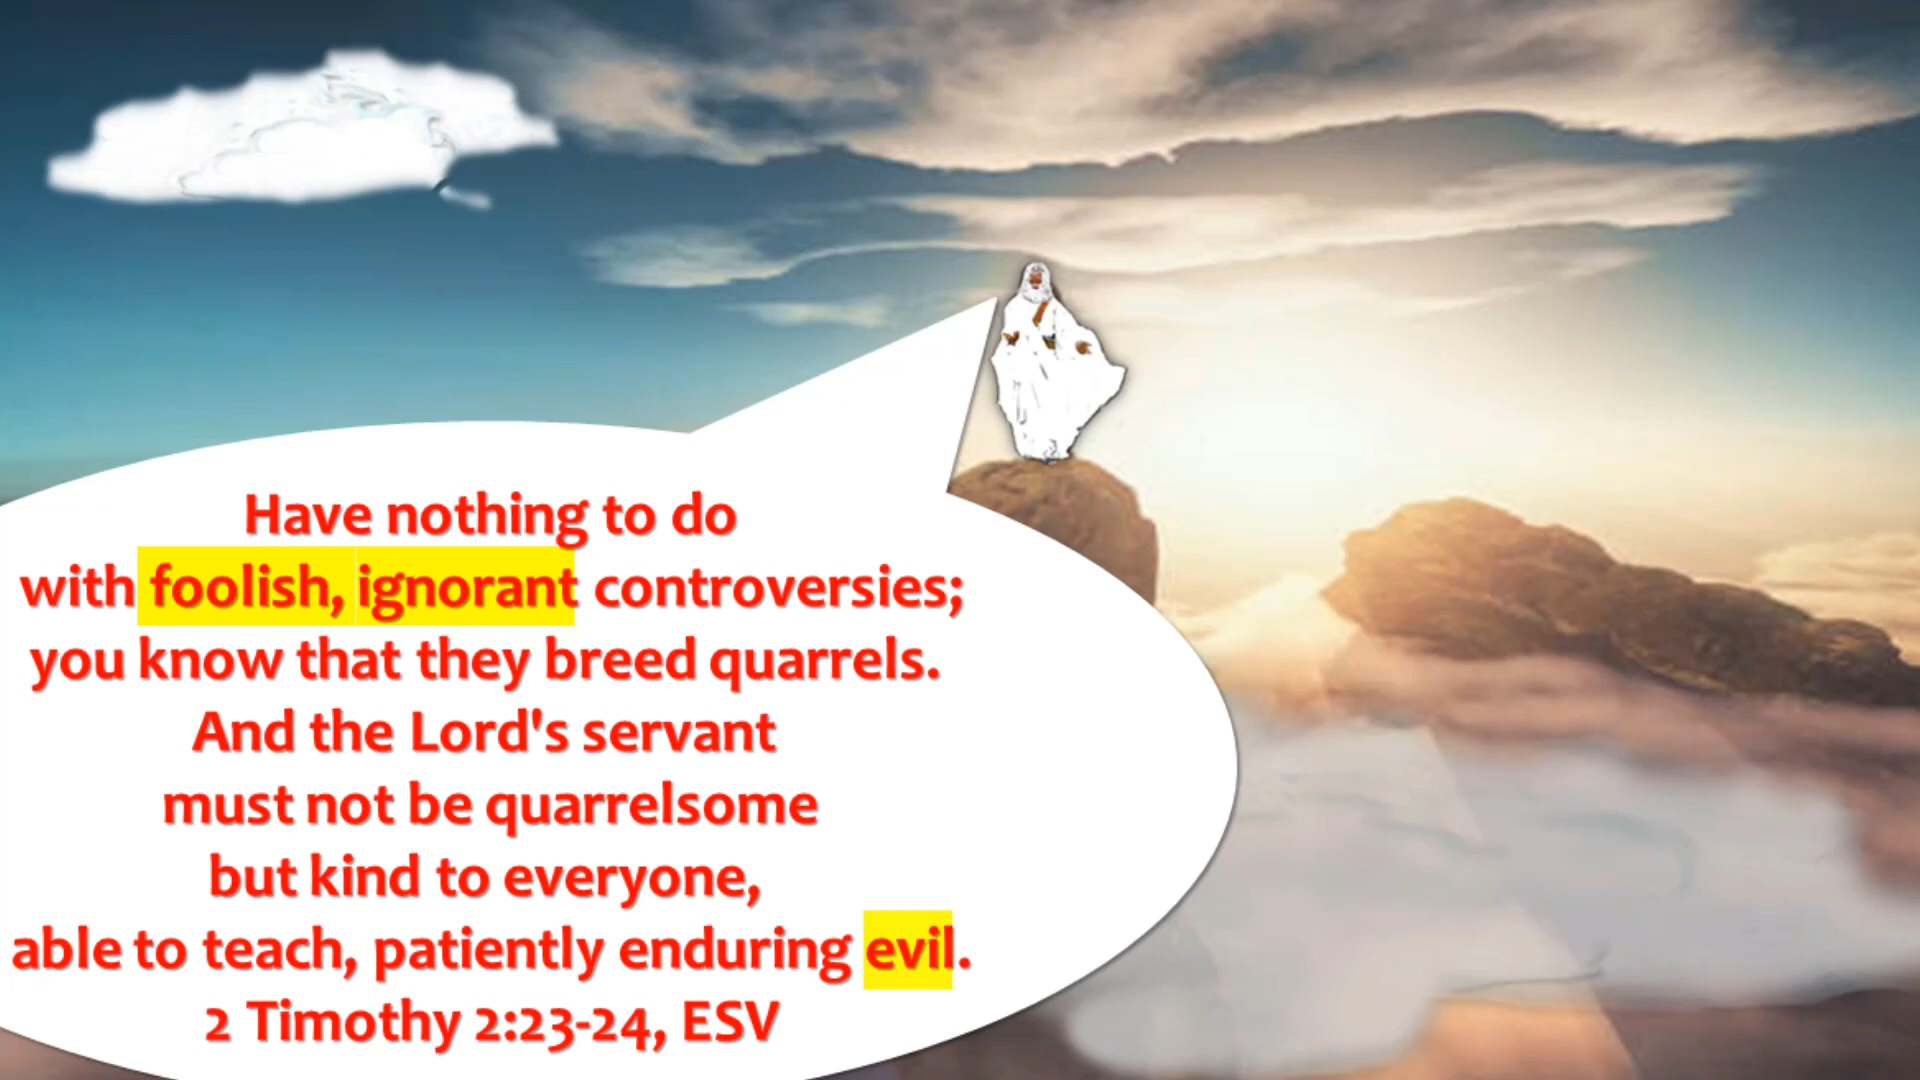 Have nothing to do
with foolish, ignorant controversies;
you know that they breed quarrels.
And the Lord's servant
must not be quarrelsome
but kind to everyone,
able to teach, patiently enduring evil.
2 Timothy 2:23-24, ESV